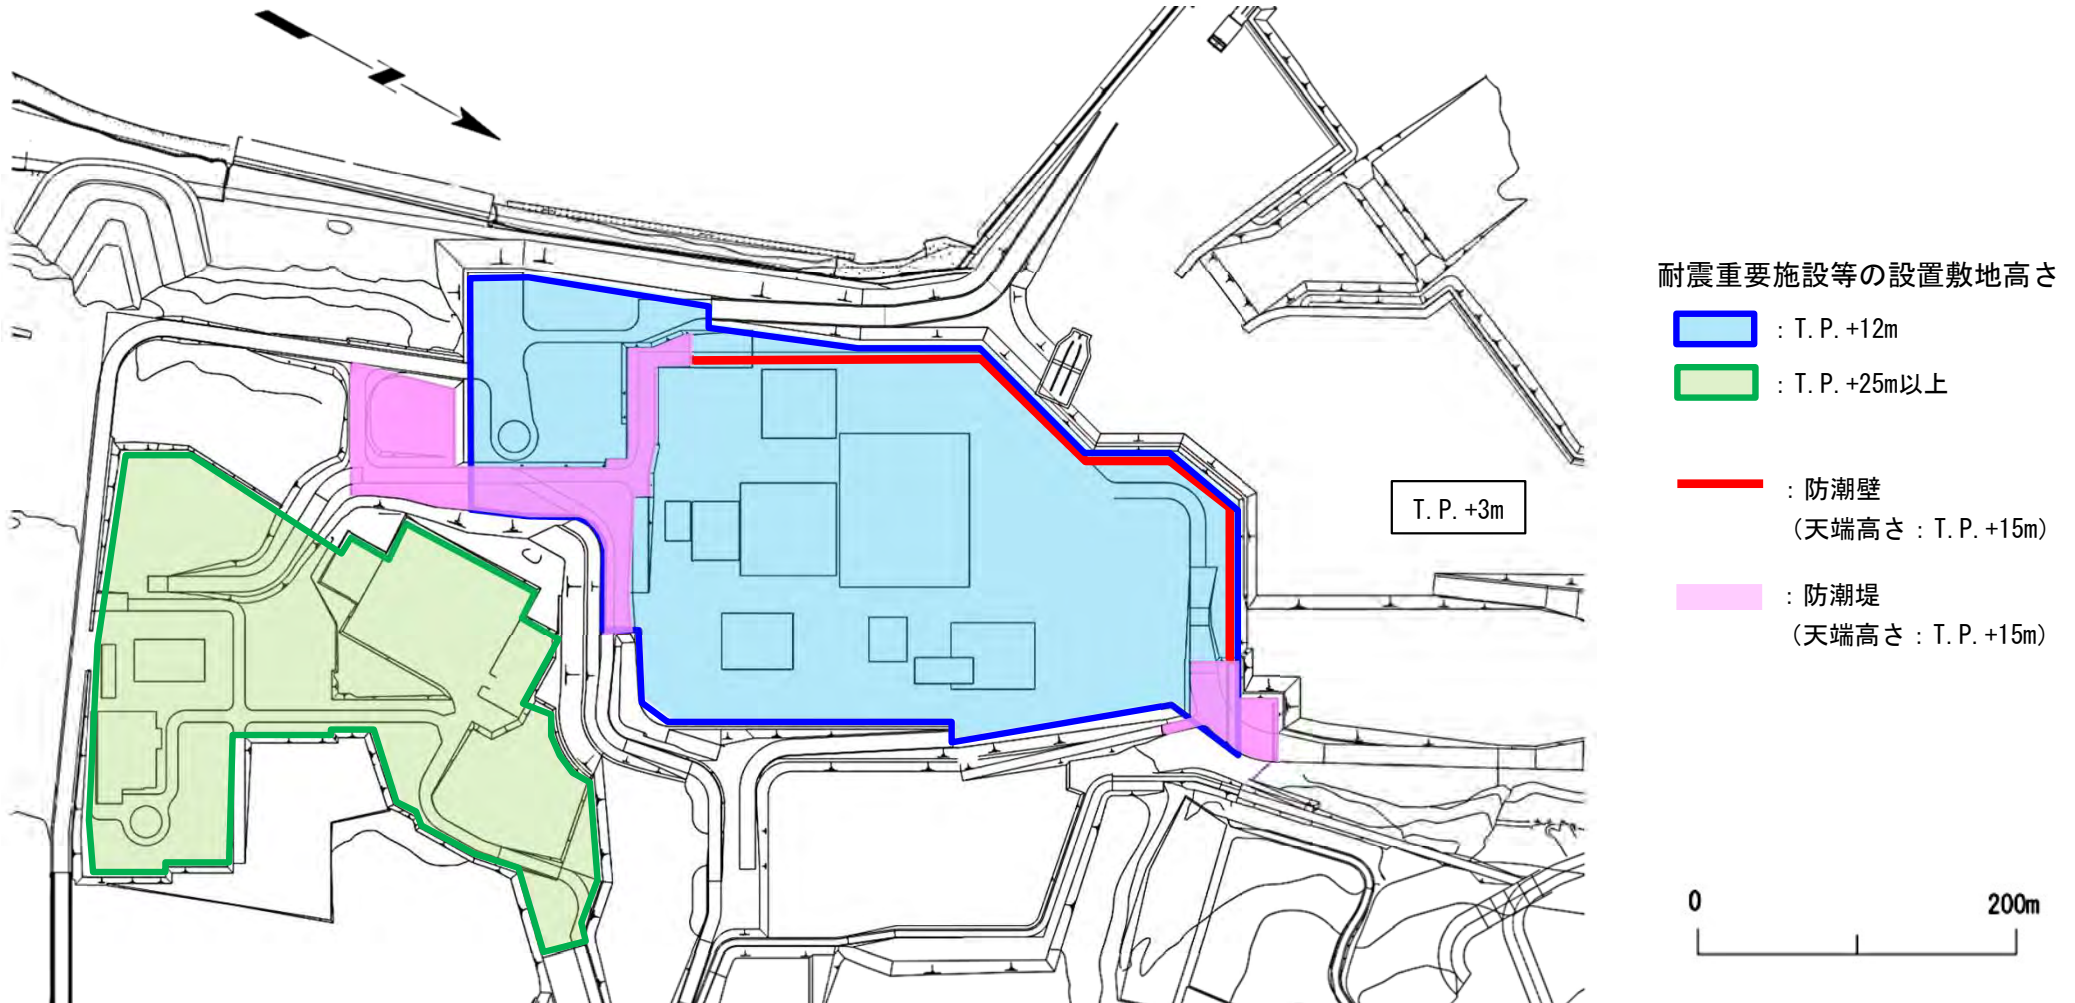 耐震重要施設等の設置敷地高さ
：T.P.+12m
：T.P.+25m以上
：防潮壁
（天端高さ：T.P.+15m）
T.P.+3m
：防潮堤
（天端高さ：T.P.+15m）
0 200m